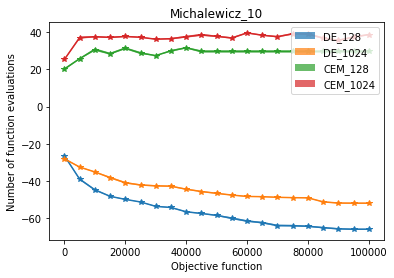 Michalewicz_10
DE_128
DE_1024
CEM_128
CEM_1024
40
20
0
−20
−40
−60
Number of function evaluations
0
20000
40000
60000
80000
100000
Objective function